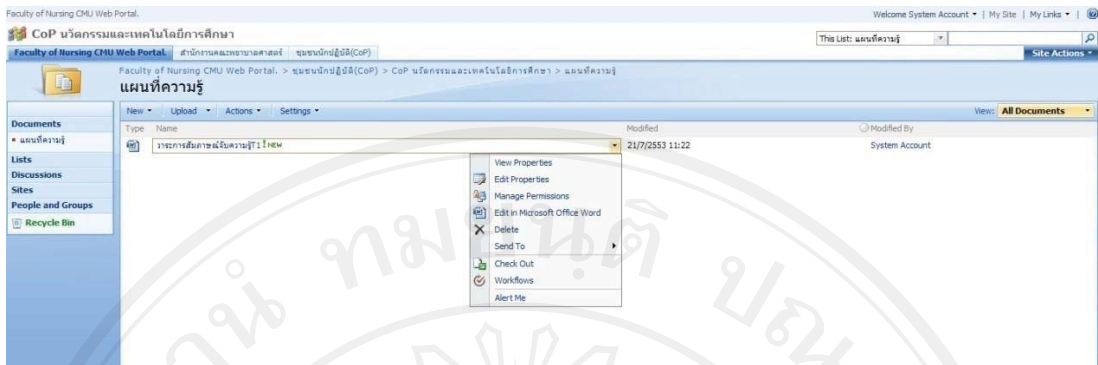 Faculty of Nursing CMU Web Portal. Welcome System Account | My Site | My Links
CoP นวัตกรรมและเทคโนโลยีการศึกษา This List: แผนที่ความรู้
Faculty of Nursing CMU Web Portal. สำนักงานคณะพยาบาลศาสตร์ ชุมชนนักปฏิบัติ(CoP) Site Actions
Faculty of Nursing CMU Web Portal. > ชุมชนนักปฏิบัติ(CoP) > CoP นวัตกรรมและเทคโนโลยีการศึกษา > แผนที่ความรู้
แผนที่ความรู้
New Upload Actions Settings View: All Documents
Documents
แผนที่ความรู้
Lists
Discussions
Sites
People and Groups
Recycle Bin
Type Name Modified Modified By
วาระการสัมภาษณ์จับความรู้T1 ! NEW 21/7/2553 11:22 System Account
View Properties
Edit Properties
Manage Permissions
Edit in Microsoft Office Word
Delete
Send To
Check Out
Workflows
Alert Me